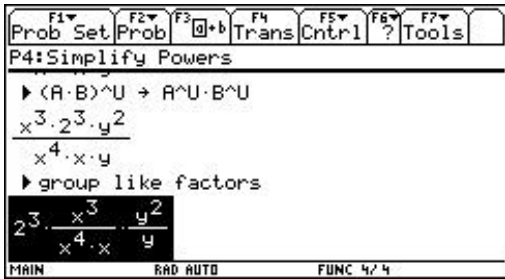 F1▾ F2▾ F3 F4 F5▾ F6▾ F7▾
Prob Set Prob a+b Trans Cntrl ? Tools
P4:Simplify Powers
▶(A·B)^U → A^U·B^U
x^3·2^3·y^2
x^4·x·y
▶group like factors
2^3· x^3/(x^4·x) · y^2/y
MAIN RAD AUTO FUNC 4/4